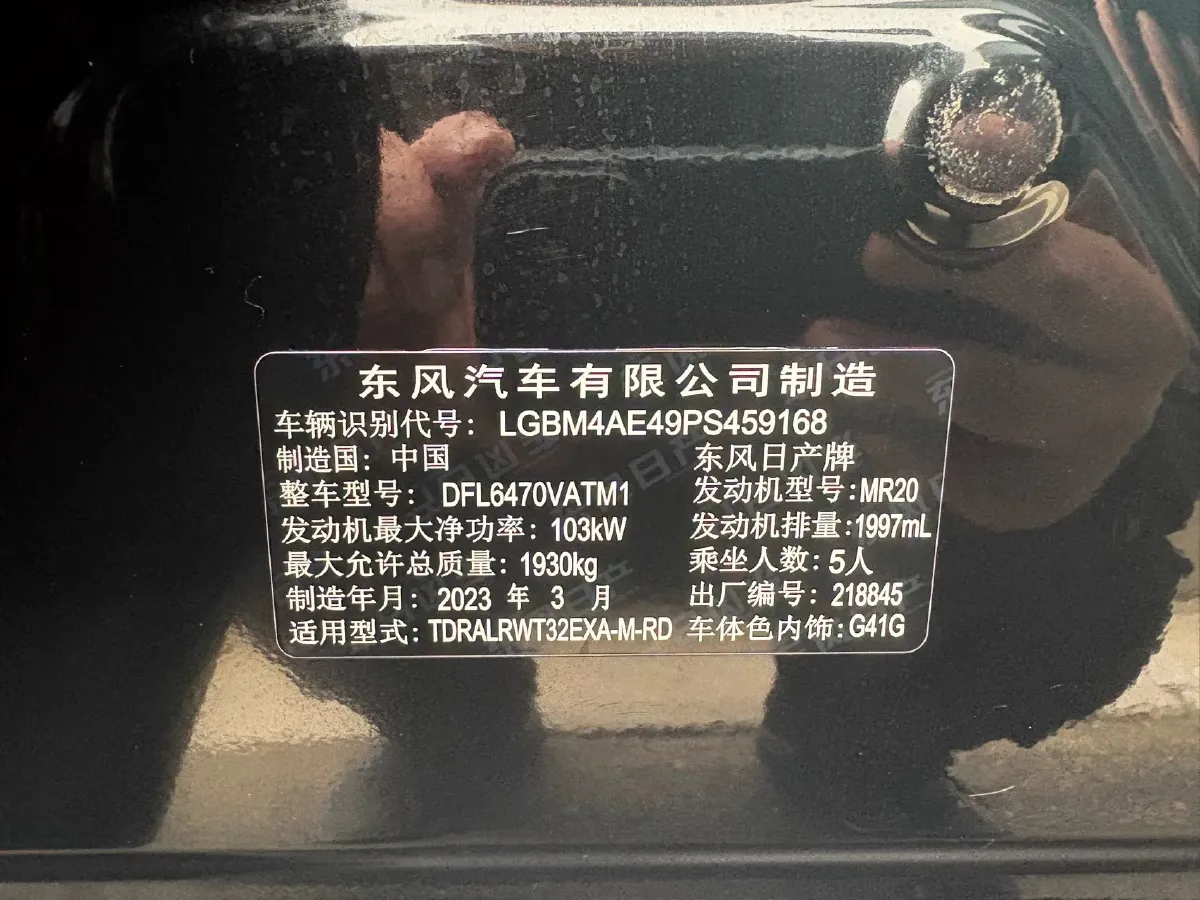 东风汽车有限公司制造
车辆识别代号：LGBM4AE49PS459168
制造国：中国 东风日产牌
整车型号：DFL6470VATM1 发动机型号：MR20
发动机最大净功率：103kW 发动机排量：1997mL
最大允许总质量：1930kg 乘坐人数：5人
制造年月：2023 年 3 月 出厂编号：218845
适用型式：TDRALRWT32EXA-M-RD 车体色内饰：G41G